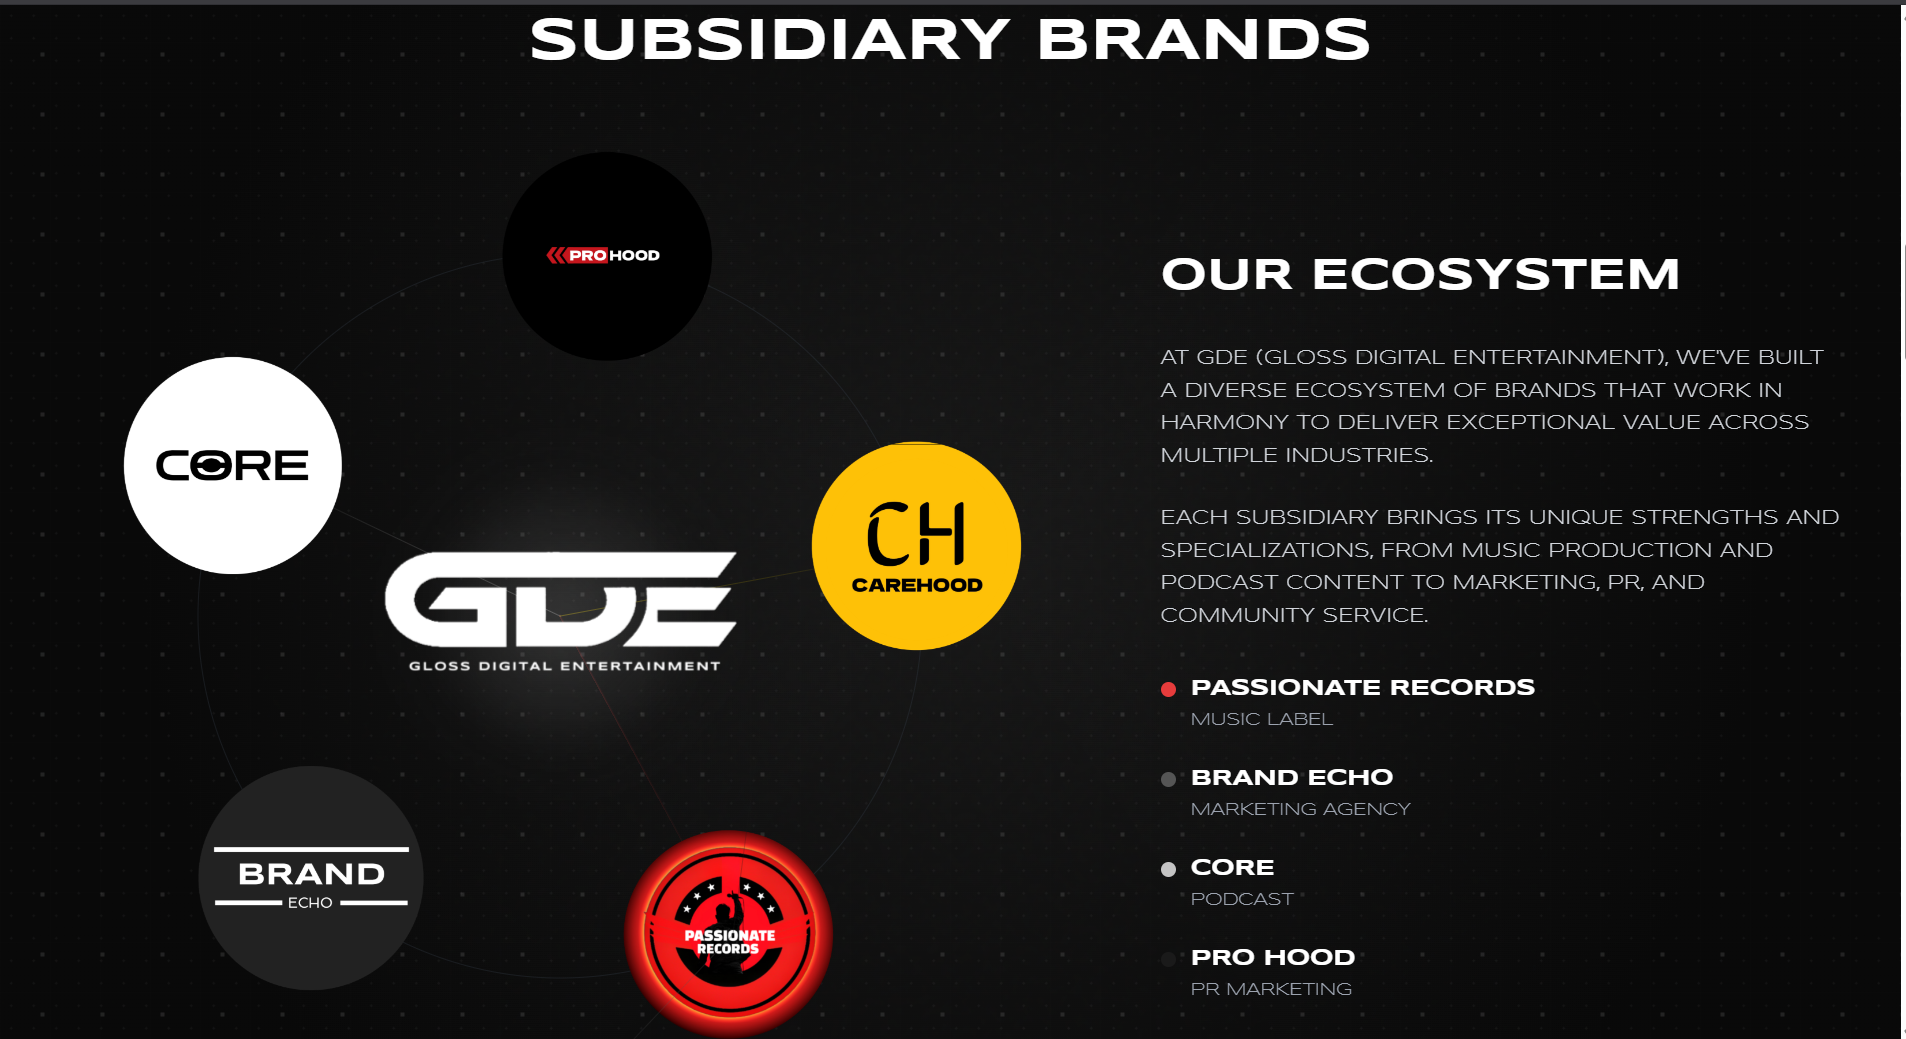 SUBSIDIARY BRANDS
PROHOOD
CORE
CH
CAREHOOD
GDE
GLOSS DIGITAL ENTERTAINMENT
BRAND
ECHO
PASSIONATE
RECORDS
OUR ECOSYSTEM
AT GDE (GLOSS DIGITAL ENTERTAINMENT), WE'VE BUILT
A DIVERSE ECOSYSTEM OF BRANDS THAT WORK IN
HARMONY TO DELIVER EXCEPTIONAL VALUE ACROSS
MULTIPLE INDUSTRIES.
EACH SUBSIDIARY BRINGS ITS UNIQUE STRENGTHS AND
SPECIALIZATIONS, FROM MUSIC PRODUCTION AND
PODCAST CONTENT TO MARKETING, PR, AND
COMMUNITY SERVICE.
PASSIONATE RECORDS
MUSIC LABEL
BRAND ECHO
MARKETING AGENCY
CORE
PODCAST
PRO HOOD
PR MARKETING